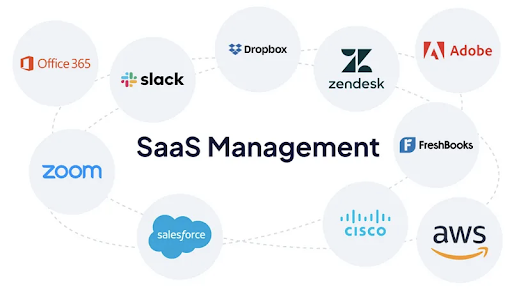 Office 365
slack
Dropbox
zendesk
Adobe
SaaS Management
FreshBooks
zoom
salesforce
CISCO
aws